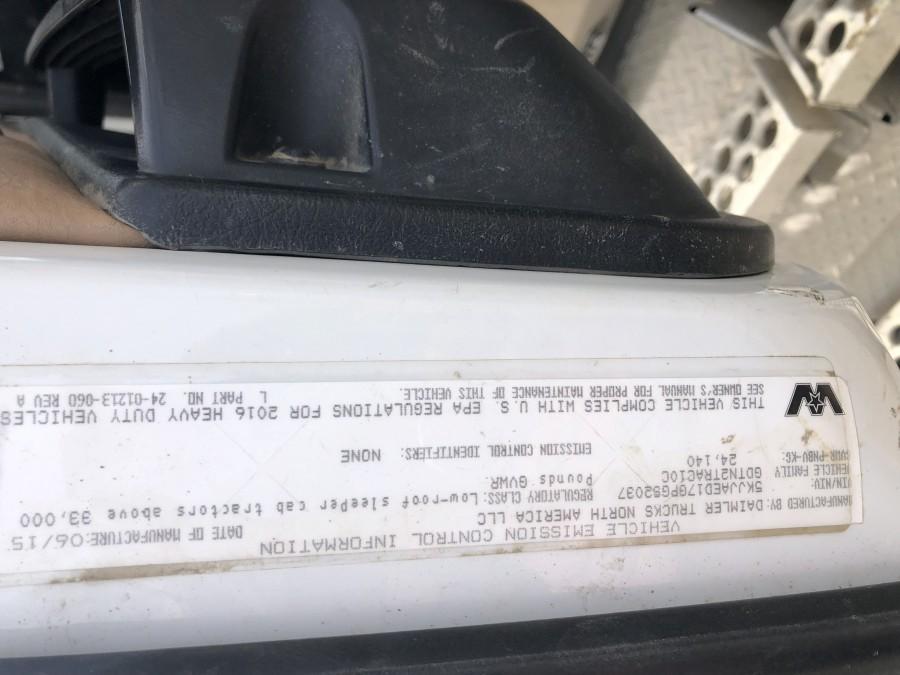 VEHICLE EMISSION CONTROL INFORMATION
MANUFACTURED BY: DAIMLER TRUCKS NORTH AMERICA LLC DATE OF MANUFACTURE: 06/15
VIN/NIV: 5KJJAED17GPGS2037 REGULATORY CLASS: Low-roof sleeper cab tractors above 33,000
VEHICLE FAMILY GDTN2TRAC10C Pounds GVWR
GVWR-PNBV-KG: 24,140 EMISSION CONTROL IDENTIFIERS: NONE
THIS VEHICLE COMPLIES WITH U.S. EPA REGULATIONS FOR 2016 HEAVY DUTY VEHICLES
SEE OWNER'S MANUAL FOR PROPER MAINTENANCE OF THIS VEHICLE. L PART NO. 24-01213-060 REV A